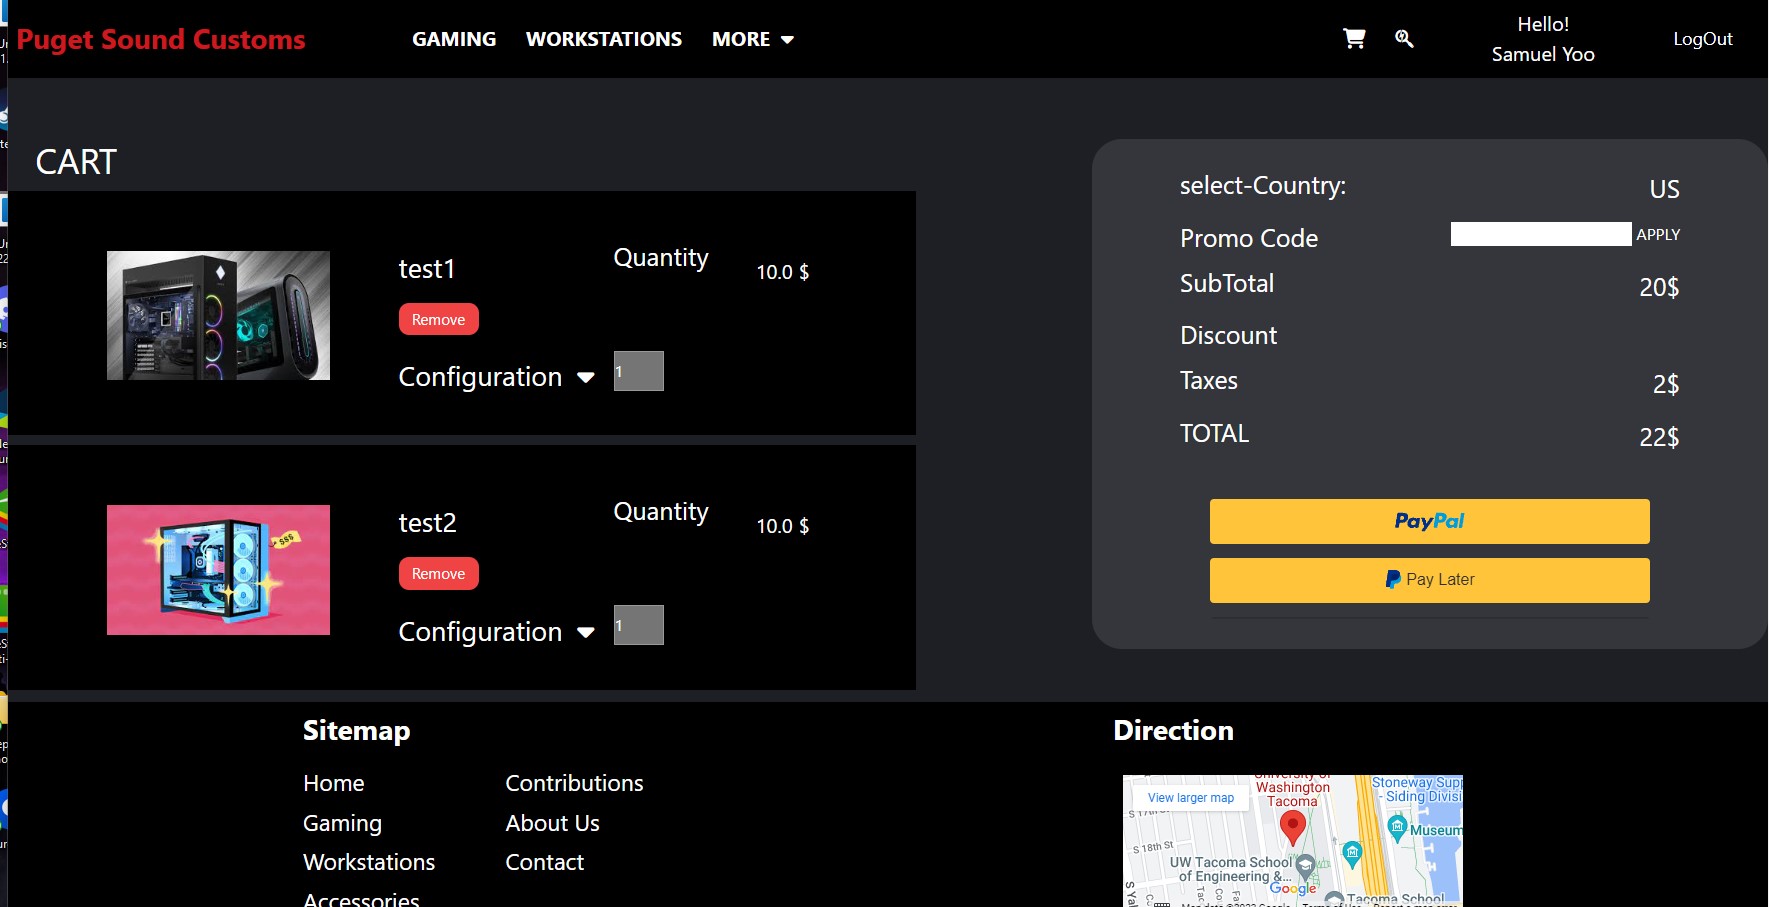 Puget Sound Customs
GAMING WORKSTATIONS MORE
Hello!
Samuel Yoo
LogOut
CART
test1
Quantity
10.0 $
Remove
Configuration
1
test2
Quantity
10.0 $
Remove
Configuration
1
$$$
select-Country: US
Promo Code APPLY
SubTotal 20$
Discount
Taxes 2$
TOTAL 22$
PayPal
Pay Later
Sitemap
Home Contributions
Gaming About Us
Workstations Contact
Accessories
Direction
View larger map
University of
Washington
Tacoma
Stoneway Supp
- Siding Divisi
Museum
S 18th St
UW Tacoma School
of Engineering &...
Google
Tacoma School